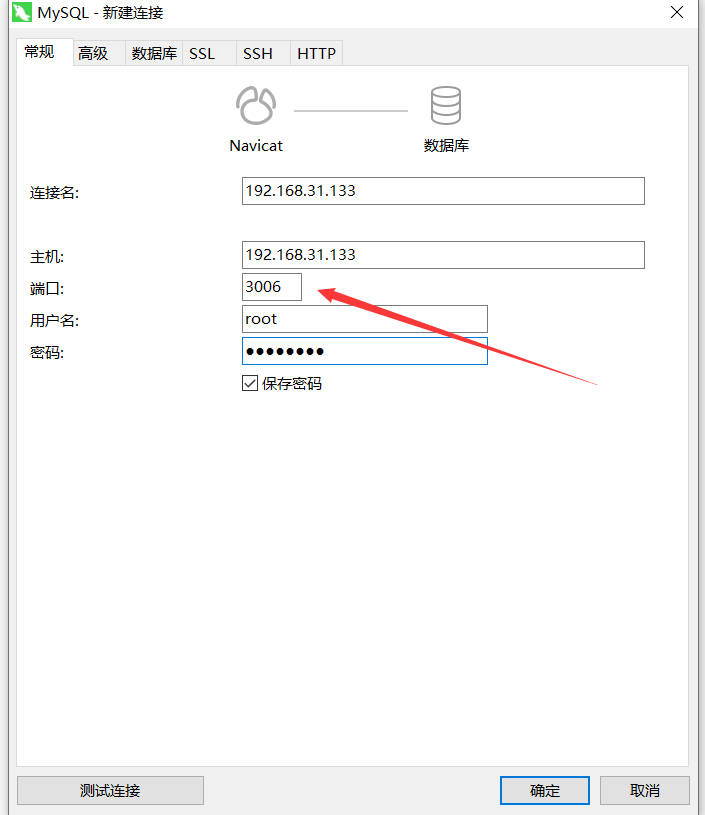 MySQL - 新建连接
常规 高级 数据库 SSL SSH HTTP
Navicat 数据库
连接名: 192.168.31.133
主机: 192.168.31.133
端口: 3006
用户名: root
密码: ●●●●●●●●
保存密码
测试连接 确定 取消